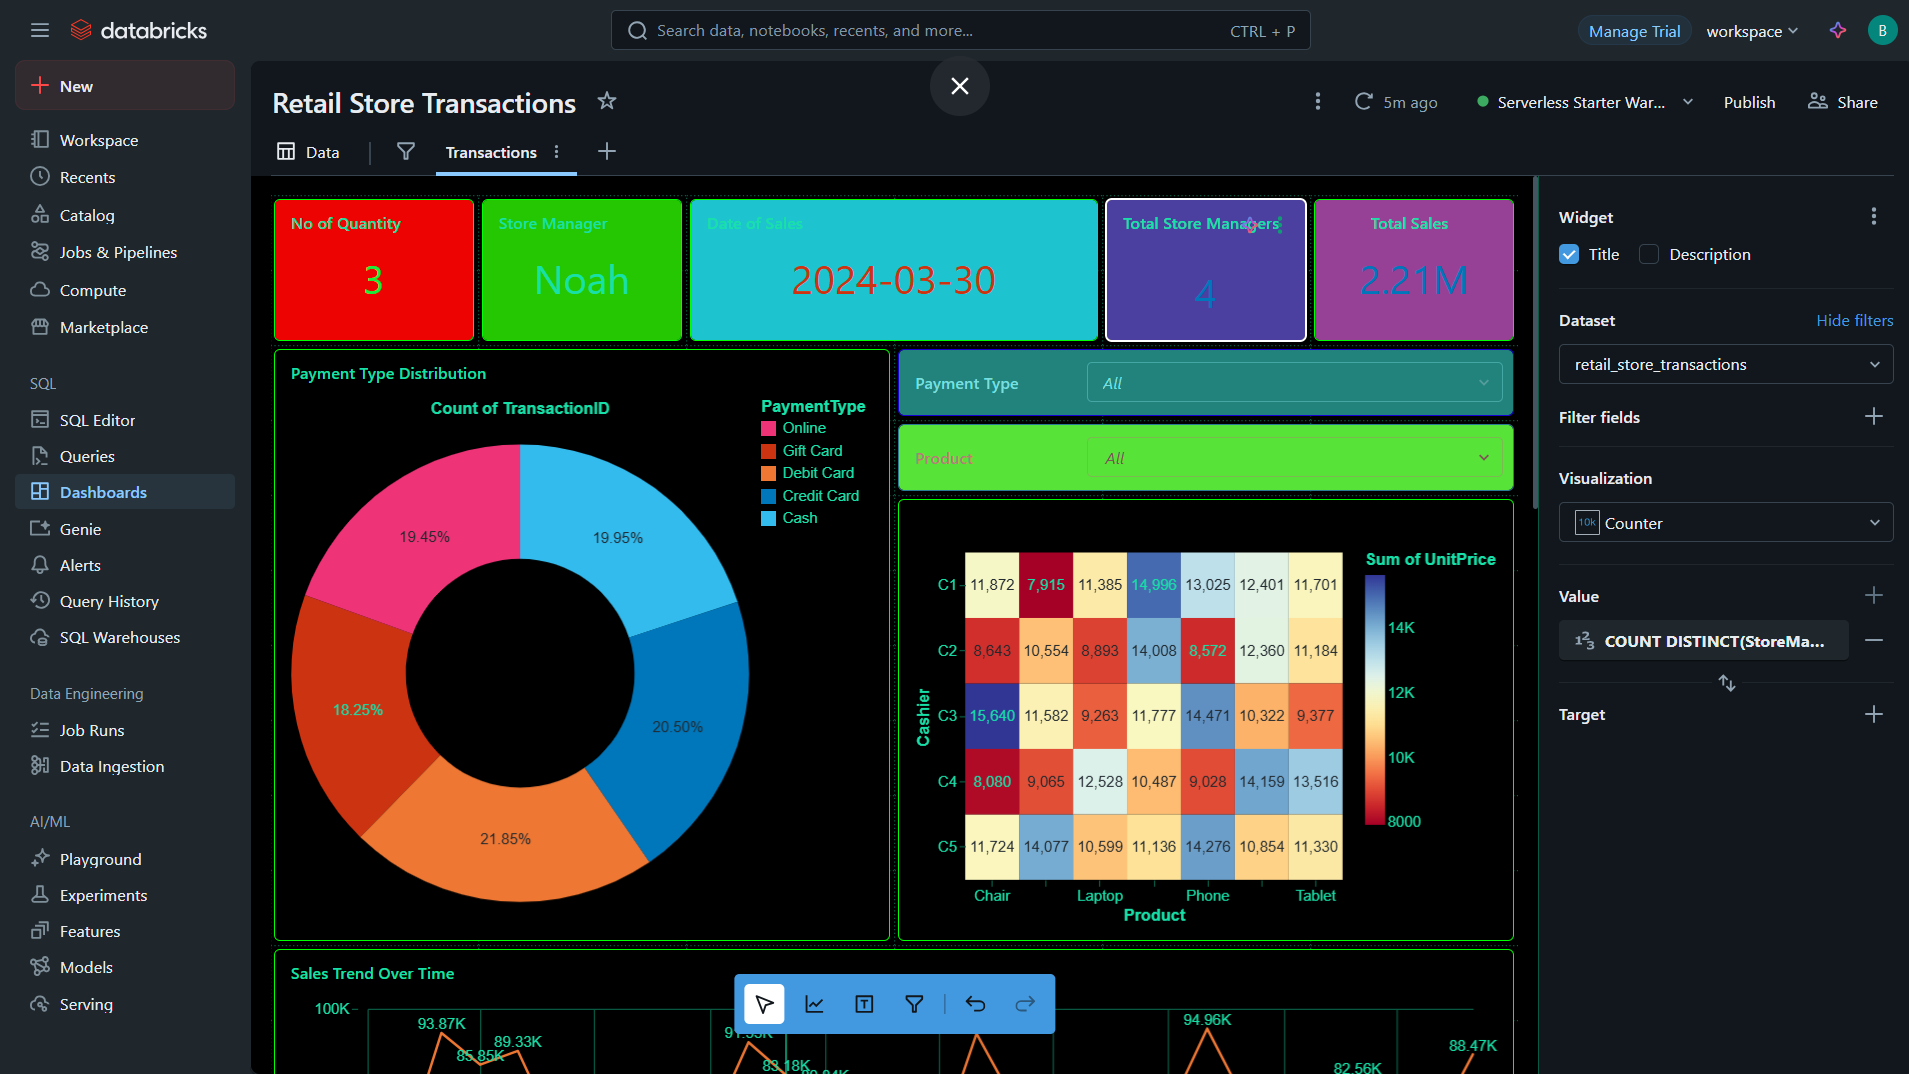 databricks
Search data, notebooks, recents, and more...
CTRL + P
Manage Trial
workspace
B
New
Workspace
Recents
Catalog
Jobs & Pipelines
Compute
Marketplace
SQL
SQL Editor
Queries
Dashboards
Genie
Alerts
Query History
SQL Warehouses
Data Engineering
Job Runs
Data Ingestion
AI/ML
Playground
Experiments
Features
Models
Serving
Retail Store Transactions
5m ago
Serverless Starter War...
Publish
Share
Data
Transactions
No of Quantity
3
Store Manager
Noah
Date of Sales
2024-03-30
Total Store Managers
4
Total Sales
2.21M
Payment Type Distribution
Count of TransactionID
PaymentType
Online
Gift Card
Debit Card
Credit Card
Cash
19.45%
19.95%
18.25%
20.50%
21.85%
Payment Type
All
Product
All
Sum of UnitPrice
14K
12K
10K
8000
Cashier
C1 11,872 7,915 11,385 14,996 13,025 12,401 11,701
C2 8,643 10,554 8,893 14,008 8,572 12,360 11,184
C3 15,640 11,582 9,263 11,777 14,471 10,322 9,377
C4 8,080 9,065 12,528 10,487 9,028 14,159 13,516
C5 11,724 14,077 10,599 11,136 14,276 10,854 11,330
Chair Laptop Phone Tablet
Product
Sales Trend Over Time
100K
93.87K
85.85K
89.33K
83.18K
94.96K
82.56K
88.47K
Widget
Title
Description
Dataset
Hide filters
retail_store_transactions
Filter fields
Visualization
10k
Counter
Value
123
COUNT DISTINCT(StoreMa...
Target